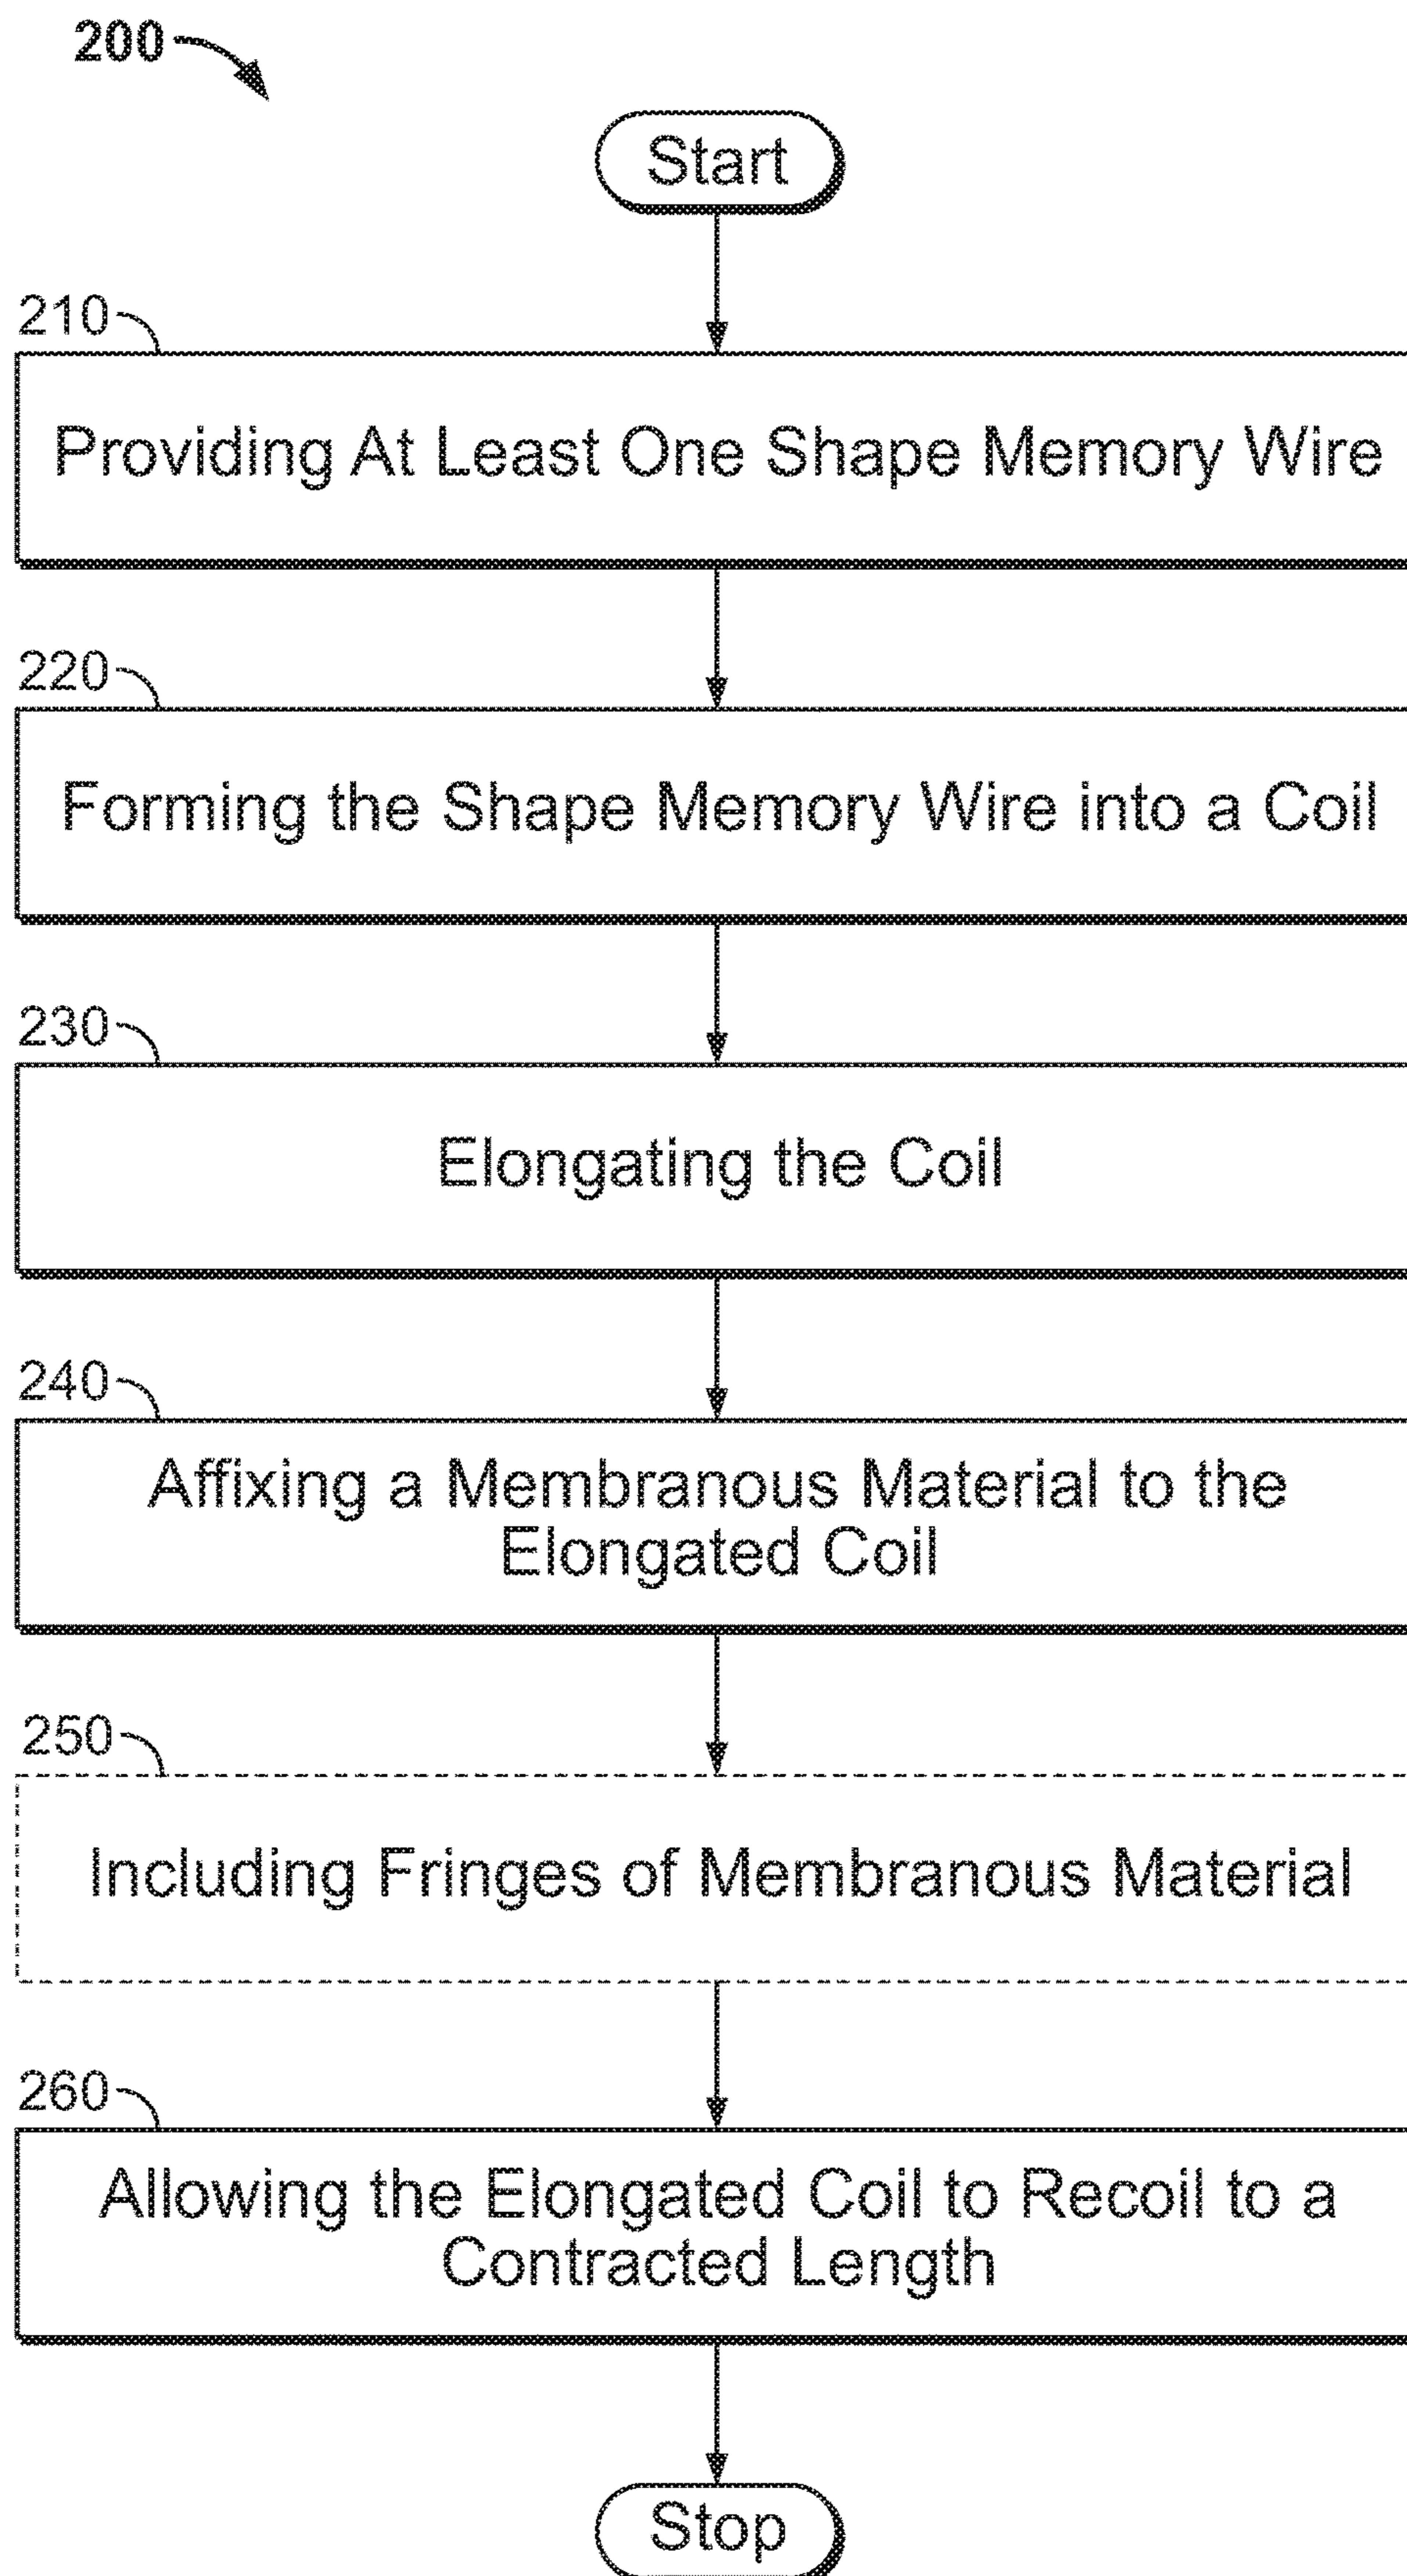 200
Start
210
Providing At Least One Shape Memory Wire
220
Forming the Shape Memory Wire into a Coil
230
Elongating the Coil
240
Affixing a Membranous Material to the
Elongated Coil
250
Including Fringes of Membranous Material
260
Allowing the Elongated Coil to Recoil to a
Contracted Length
Stop